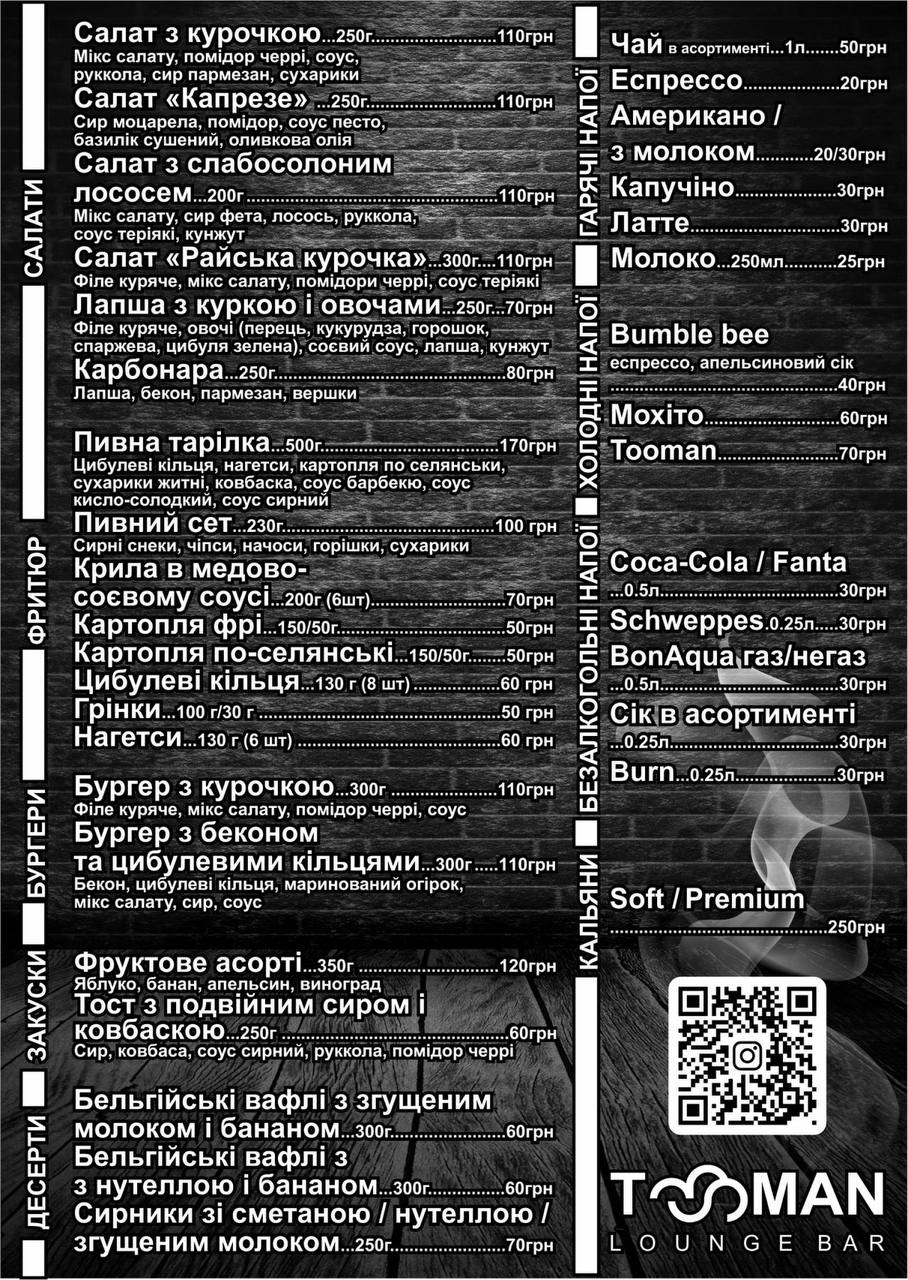 САЛАТИ
Салат з курочкою...250г.......................110грн
Мікс салату, помідор черрі, соус,
руккола, сир пармезан, сухарики
Салат «Капрезе» ...250г.......................110грн
Сир моцарела, помідор, соус песто,
базилік сушений, оливкова олія
Салат з слабосолоним
лососем...200г ..............................................110грн
Мікс салату, сир фета, лосось, руккола,
соус теріякі, кунжут
Салат «Райська курочка»...300г....110грн
Філе куряче, мікс салату, помідори черрі, соус теріякі
Лапша з куркою і овочами...250г...70грн
Філе куряче, овочі (перець, кукурудза, горошок,
спаржева, цибуля зелена), соєвий соус, лапша, кунжут
Карбонара...250г..........................................80грн
Лапша, бекон, пармезан, вершки
ФРИТЮР
Пивна тарілка...500г................................170грн
Цибулеві кільця, нагетси, картопля по селянськи,
сухарики житні, ковбаска, соус барбекю, соус
кисло-солодкий, соус сирний
Пивний сет...230г......................................100 грн
Сирні снеки, чіпси, начоси, горішки, сухарики
Крила в медово-
соєвому соусі...200г (6шт)........................70грн
Картопля фрі...150/50г..............................50грн
Картопля по-селянські...150/50г.......50грн
Цибулеві кільця...130 г (8 шт) ...............60 грн
Грінки...100 г/30 г ..........................................50 грн
Нагетси...130 г (6 шт) ...................................60 грн
БУРГЕРИ
Бургер з курочкою...300г ...................110грн
Філе куряче, мікс салату, помідор черрі, соус
Бургер з беконом
та цибулевими кільцями...300г .....110грн
Бекон, цибулеві кільця, маринований огірок,
мікс салату, сир, соус
ЗАКУСКИ
Фруктове асорті...350г .........................120грн
Яблуко, банан, апельсин, виноград
Тост з подвійним сиром і
ковбаскою...250г .........................................60грн
Сир, ковбаса, соус сирний, руккола, помідор черрі
ДЕСЕРТИ
Бельгійські вафлі з згущеним
молоком і бананом...300г....................60грн
Бельгійські вафлі з
з нутеллою і бананом...300г..............60грн
Сирники зі сметаною / нутеллою /
згущеним молоком...250г....................70грн
ГАРЯЧІ НАПОЇ
Чай в асортименті...1л.......50грн
Еспрессо....................20грн
Американо /
з молоком............20/30грн
Капучіно.....................30грн
Латте...............................30грн
Молоко...250мл...........25грн
ХОЛОДНІ НАПОЇ
Bumble bee
еспрессо, апельсиновий сік
...............................................40грн
Мохіто...........................60грн
Tooman........................70грн
БЕЗАЛКОГОЛЬНІ НАПОЇ
Coca-Cola / Fanta
...0.5л....................................30грн
Schweppes.0.25л.....30грн
BonAqua газ/негаз
...0.5л....................................30грн
Сік в асортименті
...0.25л..................................30грн
Burn...0.25л.....................30грн
КАЛЬЯНИ
Soft / Premium
.............................................250грн
TOOMAN
LOUNGE BAR